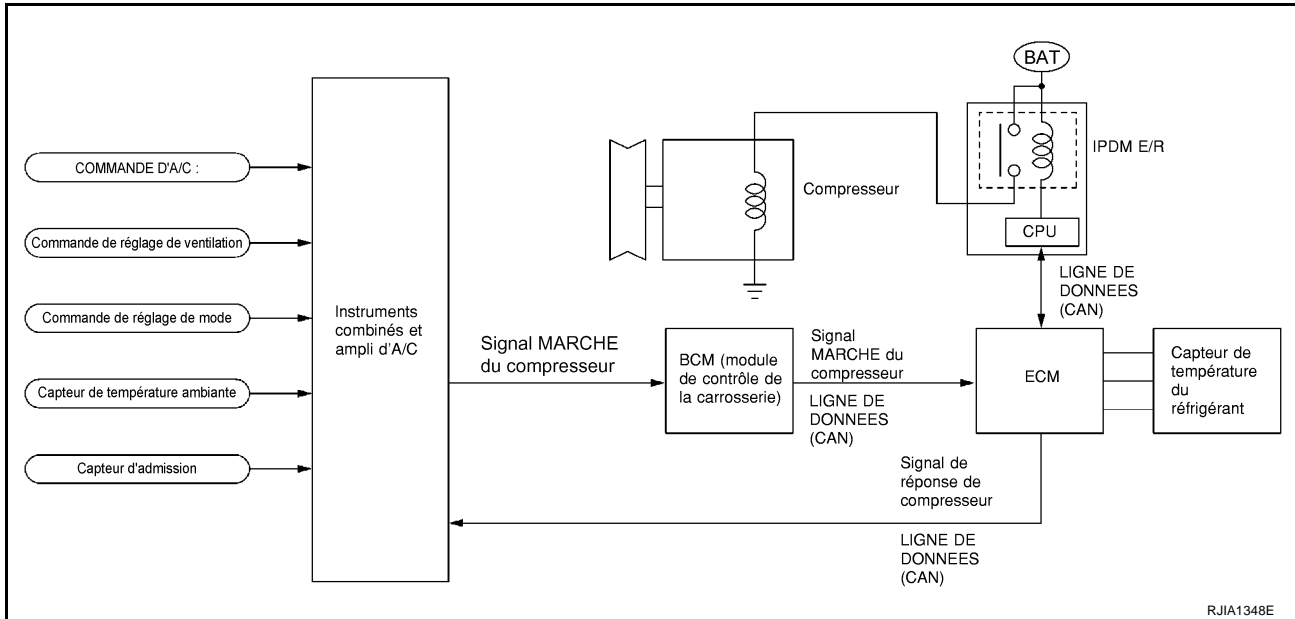 BAT
IPDM E/R
CPU
Compresseur
COMMANDE D'A/C :
Commande de réglage de ventilation
Commande de réglage de mode
Capteur de température ambiante
Capteur d'admission
Instruments
combinés et
ampli d'A/C
Signal MARCHE
du compresseur
BCM (module
de contrôle de
la carrosserie)
Signal
MARCHE du
compresseur
LIGNE DE
DONNEES
(CAN)
LIGNE DE
DONNEES
(CAN)
ECM
Capteur de
température
du
réfrigérant
Signal de
réponse de
compresseur
LIGNE DE
DONNEES
(CAN)
RJIA1348E